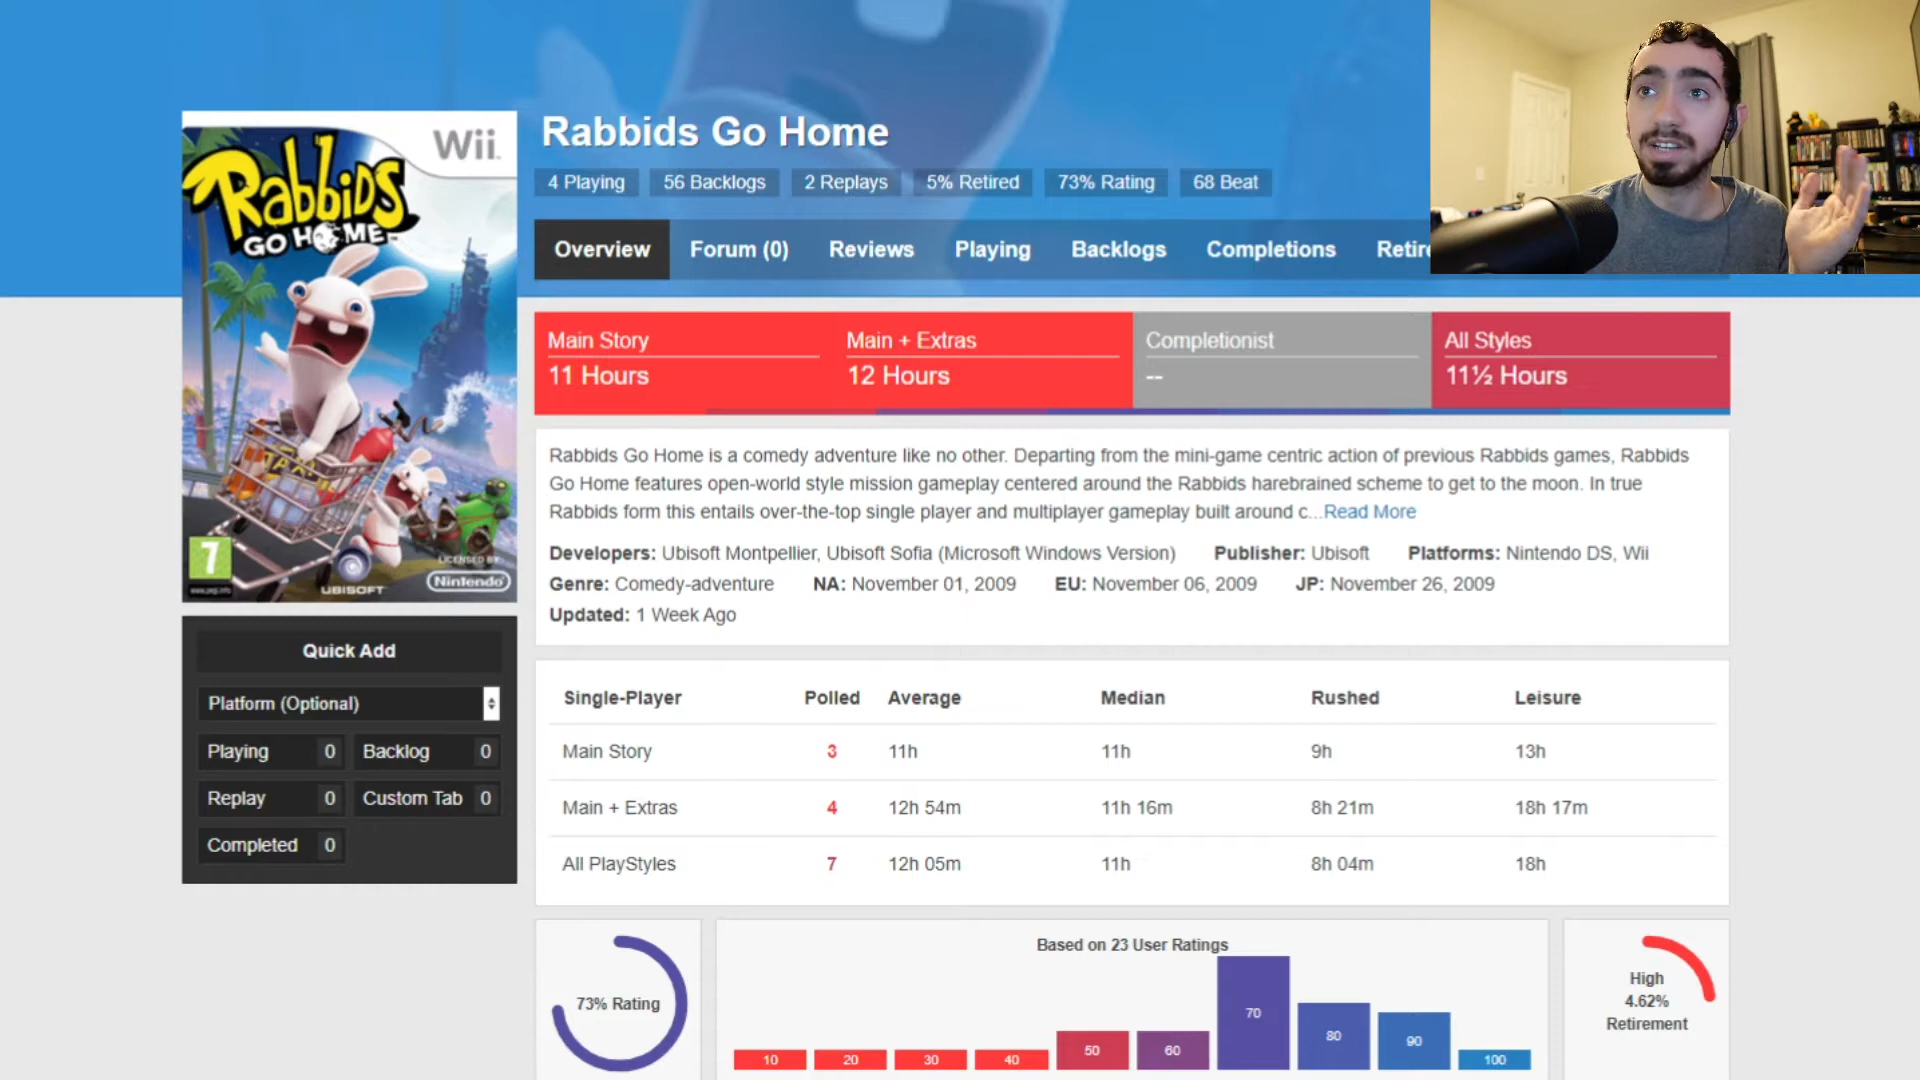 Rabbids Go Home
4 Playing
56 Backlogs
2 Replays
5% Retired
73% Rating
68 Beat
Overview
Forum (0)
Reviews
Playing
Backlogs
Completions
Retire
Wii
Rabbids
GO HOME
7
UBISOFT
LICENSED BY
Nintendo
Main Story
11 Hours
Main + Extras
12 Hours
Completionist
--
All Styles
11½ Hours
Rabbids Go Home is a comedy adventure like no other. Departing from the mini-game centric action of previous Rabbids games, Rabbids
Go Home features open-world style mission gameplay centered around the Rabbids harebrained scheme to get to the moon. In true
Rabbids form this entails over-the-top single player and multiplayer gameplay built around c...Read More
Developers: Ubisoft Montpellier, Ubisoft Sofia (Microsoft Windows Version) Publisher: Ubisoft Platforms: Nintendo DS, Wii
Genre: Comedy-adventure NA: November 01, 2009 EU: November 06, 2009 JP: November 26, 2009
Updated: 1 Week Ago
Quick Add
Platform (Optional)
Playing 0 Backlog 0
Replay 0 Custom Tab 0
Completed 0
Single-Player Polled Average Median Rushed Leisure
Main Story 3 11h 11h 9h 13h
Main + Extras 4 12h 54m 11h 16m 8h 21m 18h 17m
All PlayStyles 7 12h 05m 11h 8h 04m 18h
73% Rating
Based on 23 User Ratings
10 20 30 40 50 60 70 80 90 100
High
4.62%
Retirement